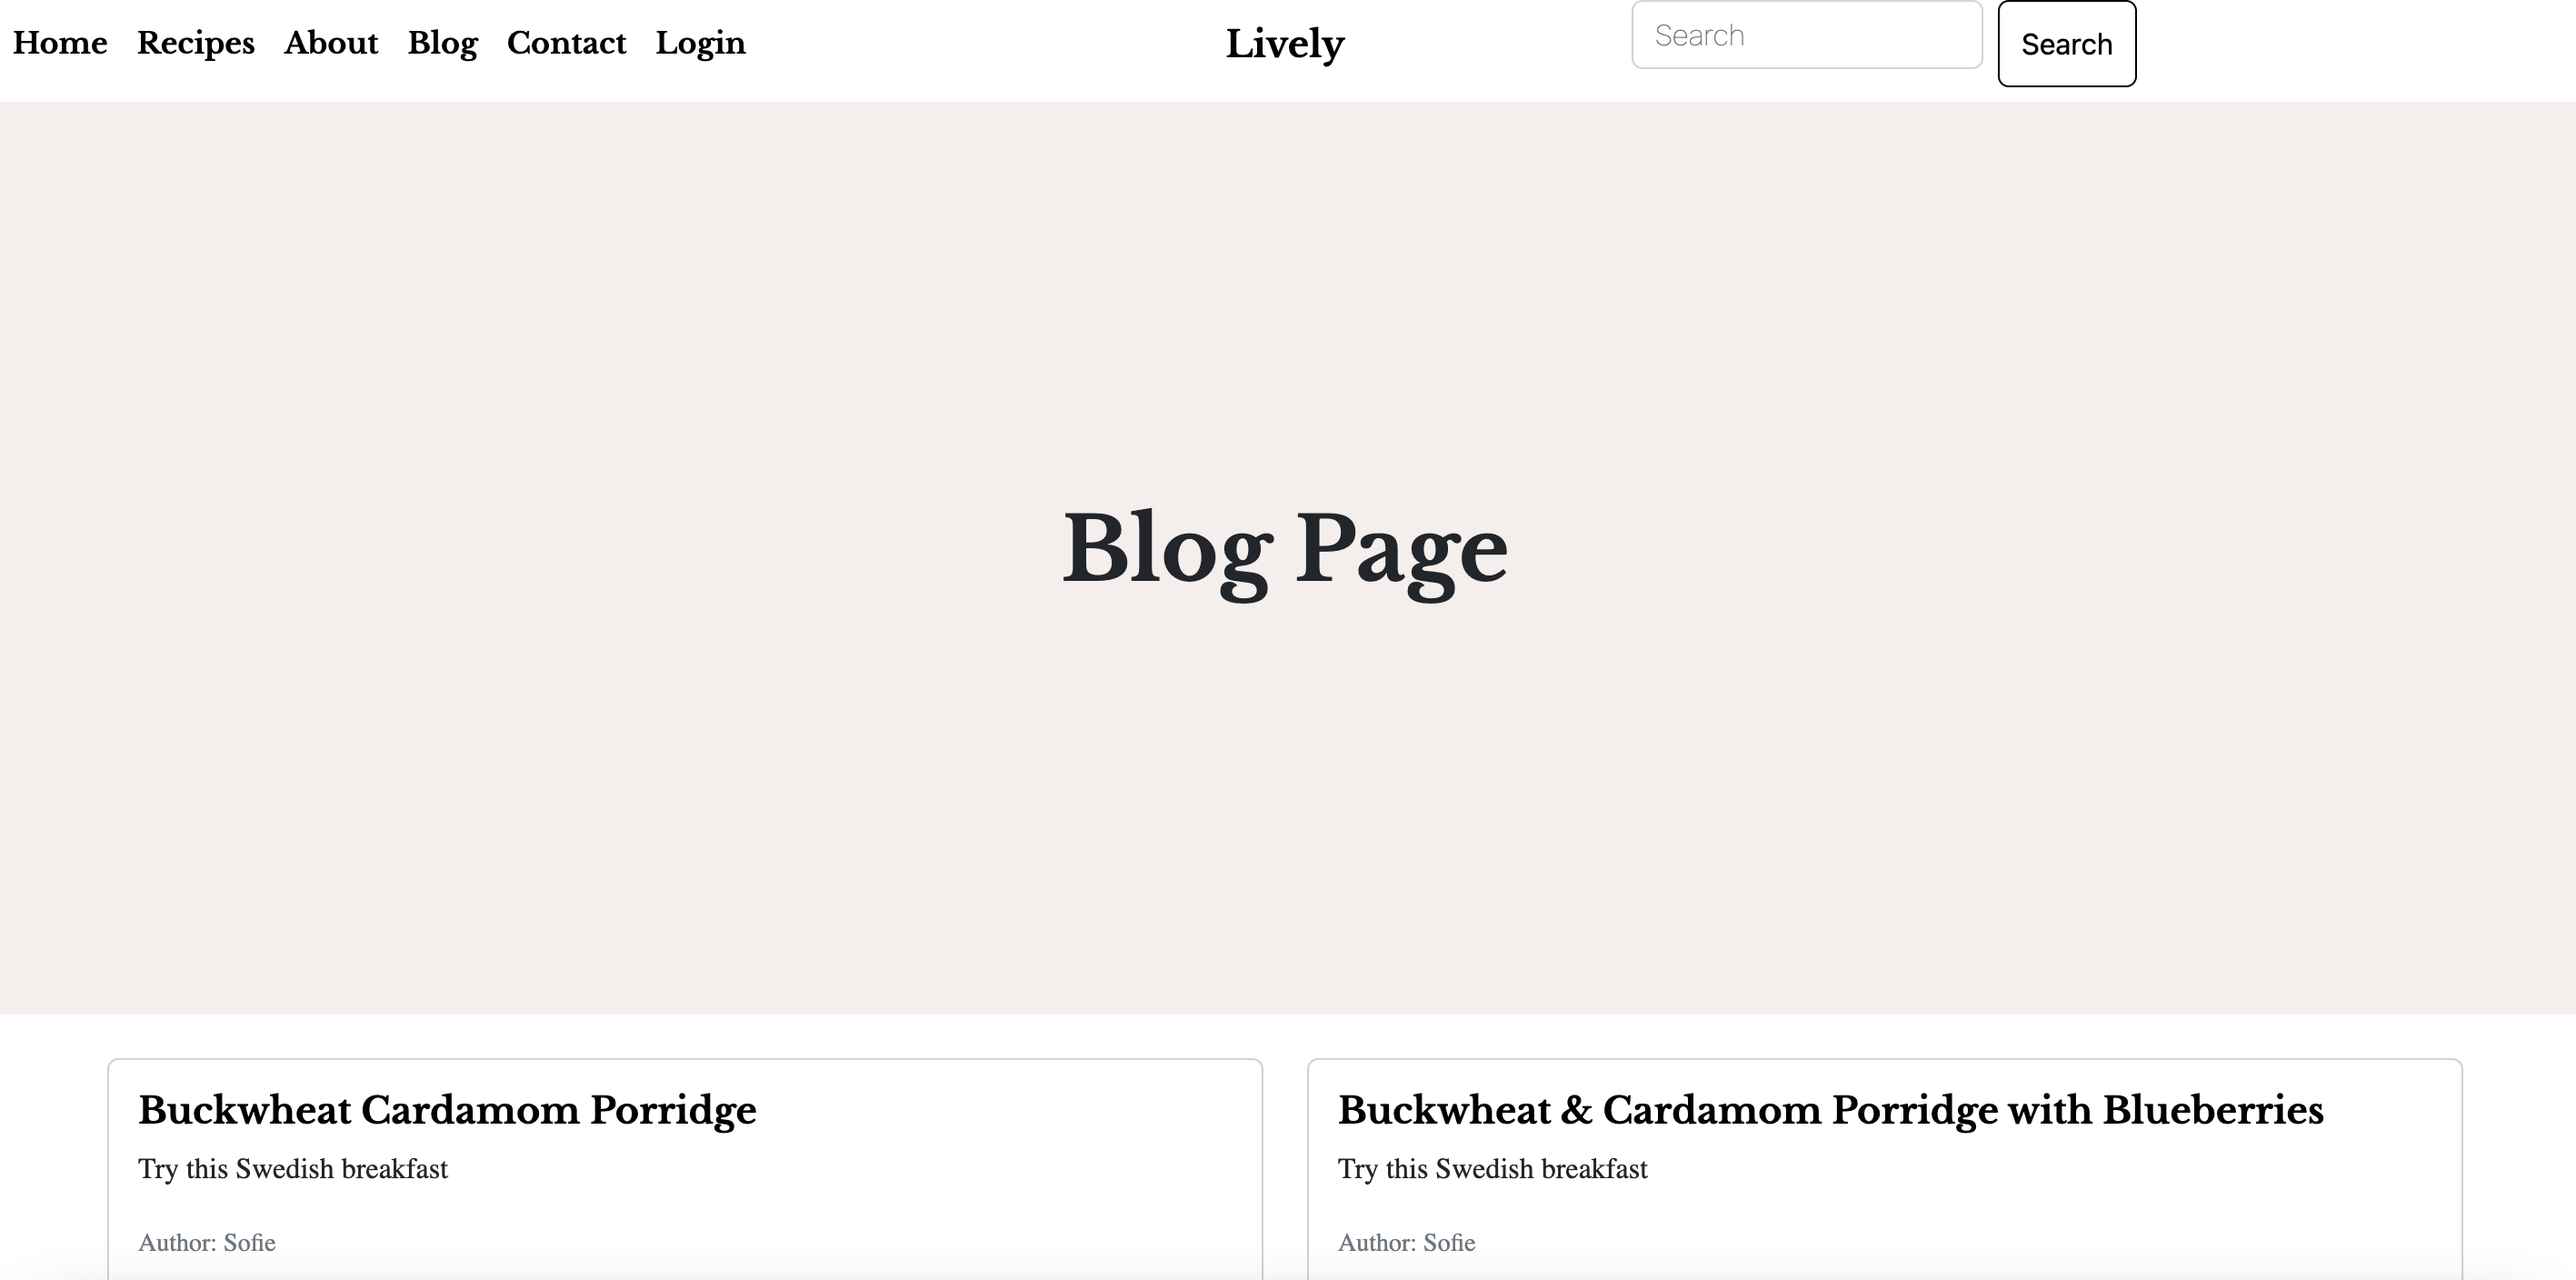 Home Recipes About Blog Contact Login Lively Search Search
Blog Page
Buckwheat Cardamom Porridge
Try this Swedish breakfast
Author: Sofie
Buckwheat & Cardamom Porridge with Blueberries
Try this Swedish breakfast
Author: Sofie